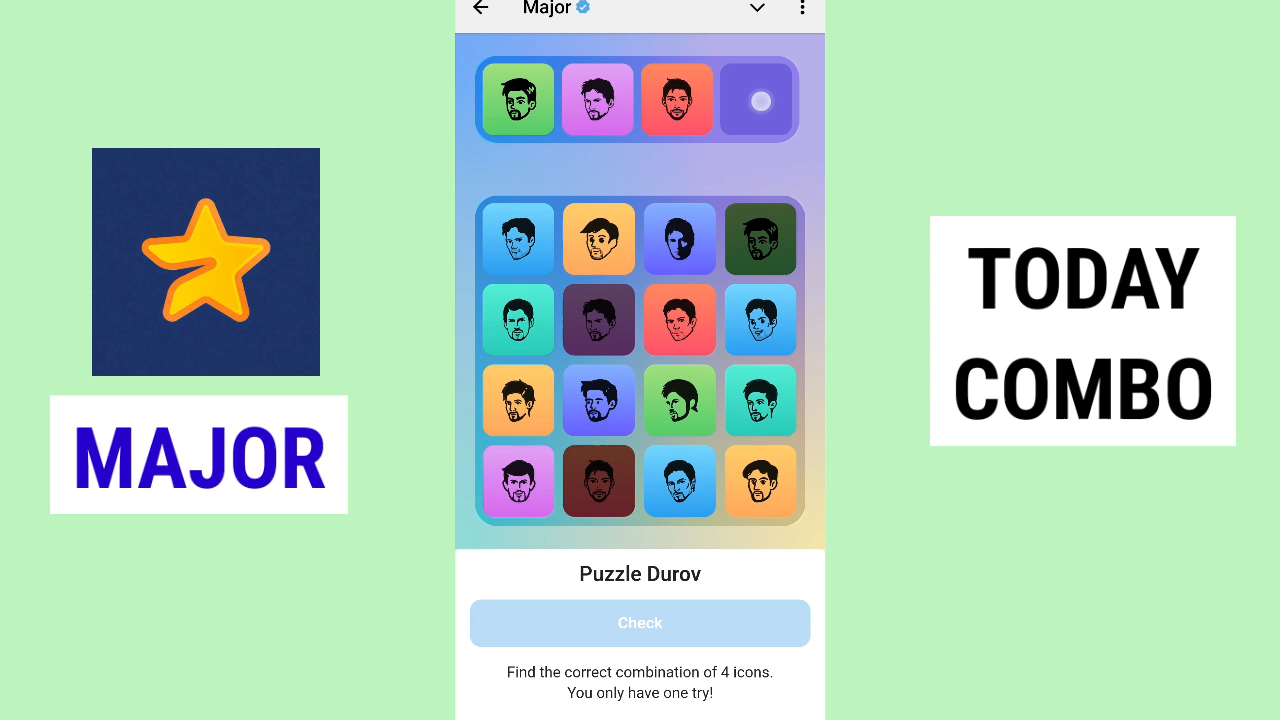 Major
MAJOR
TODAY
COMBO
Puzzle Durov
Check
Find the correct combination of 4 icons.
You only have one try!